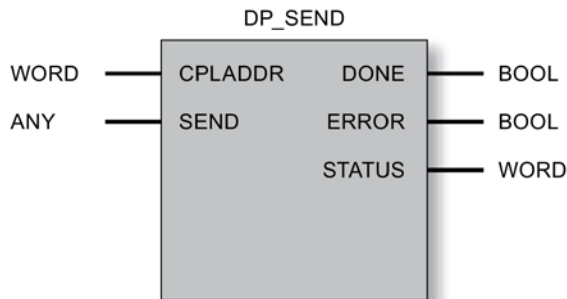 DP_SEND
WORD CPLADDR DONE BOOL
ANY SEND ERROR BOOL
STATUS WORD